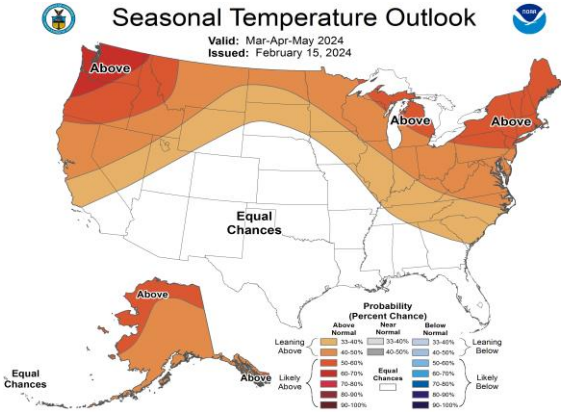 Seasonal Temperature Outlook
Valid: Mar-Apr-May 2024
Issued: February 15, 2024
NOAA
Above
Above
Above
Equal
Chances
Above
Above
Equal
Chances
Probability
(Percent Chance)
Above
Normal
Near
Normal
Below
Normal
Leaning
Above
33-40%
40-50%
33-40%
40-50%
33-40%
40-50%
Leaning
Below
Likely
Above
50-60%
60-70%
70-80%
80-90%
90-100%
Equal
Chances
50-60%
60-70%
70-80%
80-90%
90-100%
Likely
Below